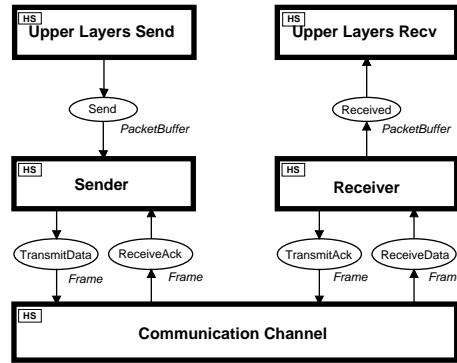 HS
Upper Layers Send
HS
Upper Layers Recv
Send
PacketBuffer
Received
PacketBuffer
HS
Sender
HS
Receiver
TransmitData
Frame
ReceiveAck
Frame
TransmitAck
Frame
ReceiveData
Fram
HS
Communication Channel